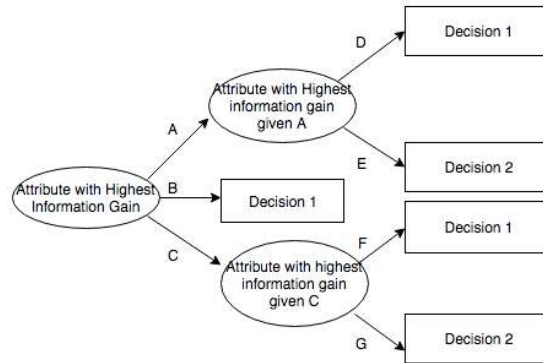 D
Decision 1
Attribute with Highest
information gain
given A
A
E
Decision 2
Attribute with Highest
Information Gain
B
Decision 1
C
Attribute with highest
information gain
given C
F
Decision 1
G
Decision 2